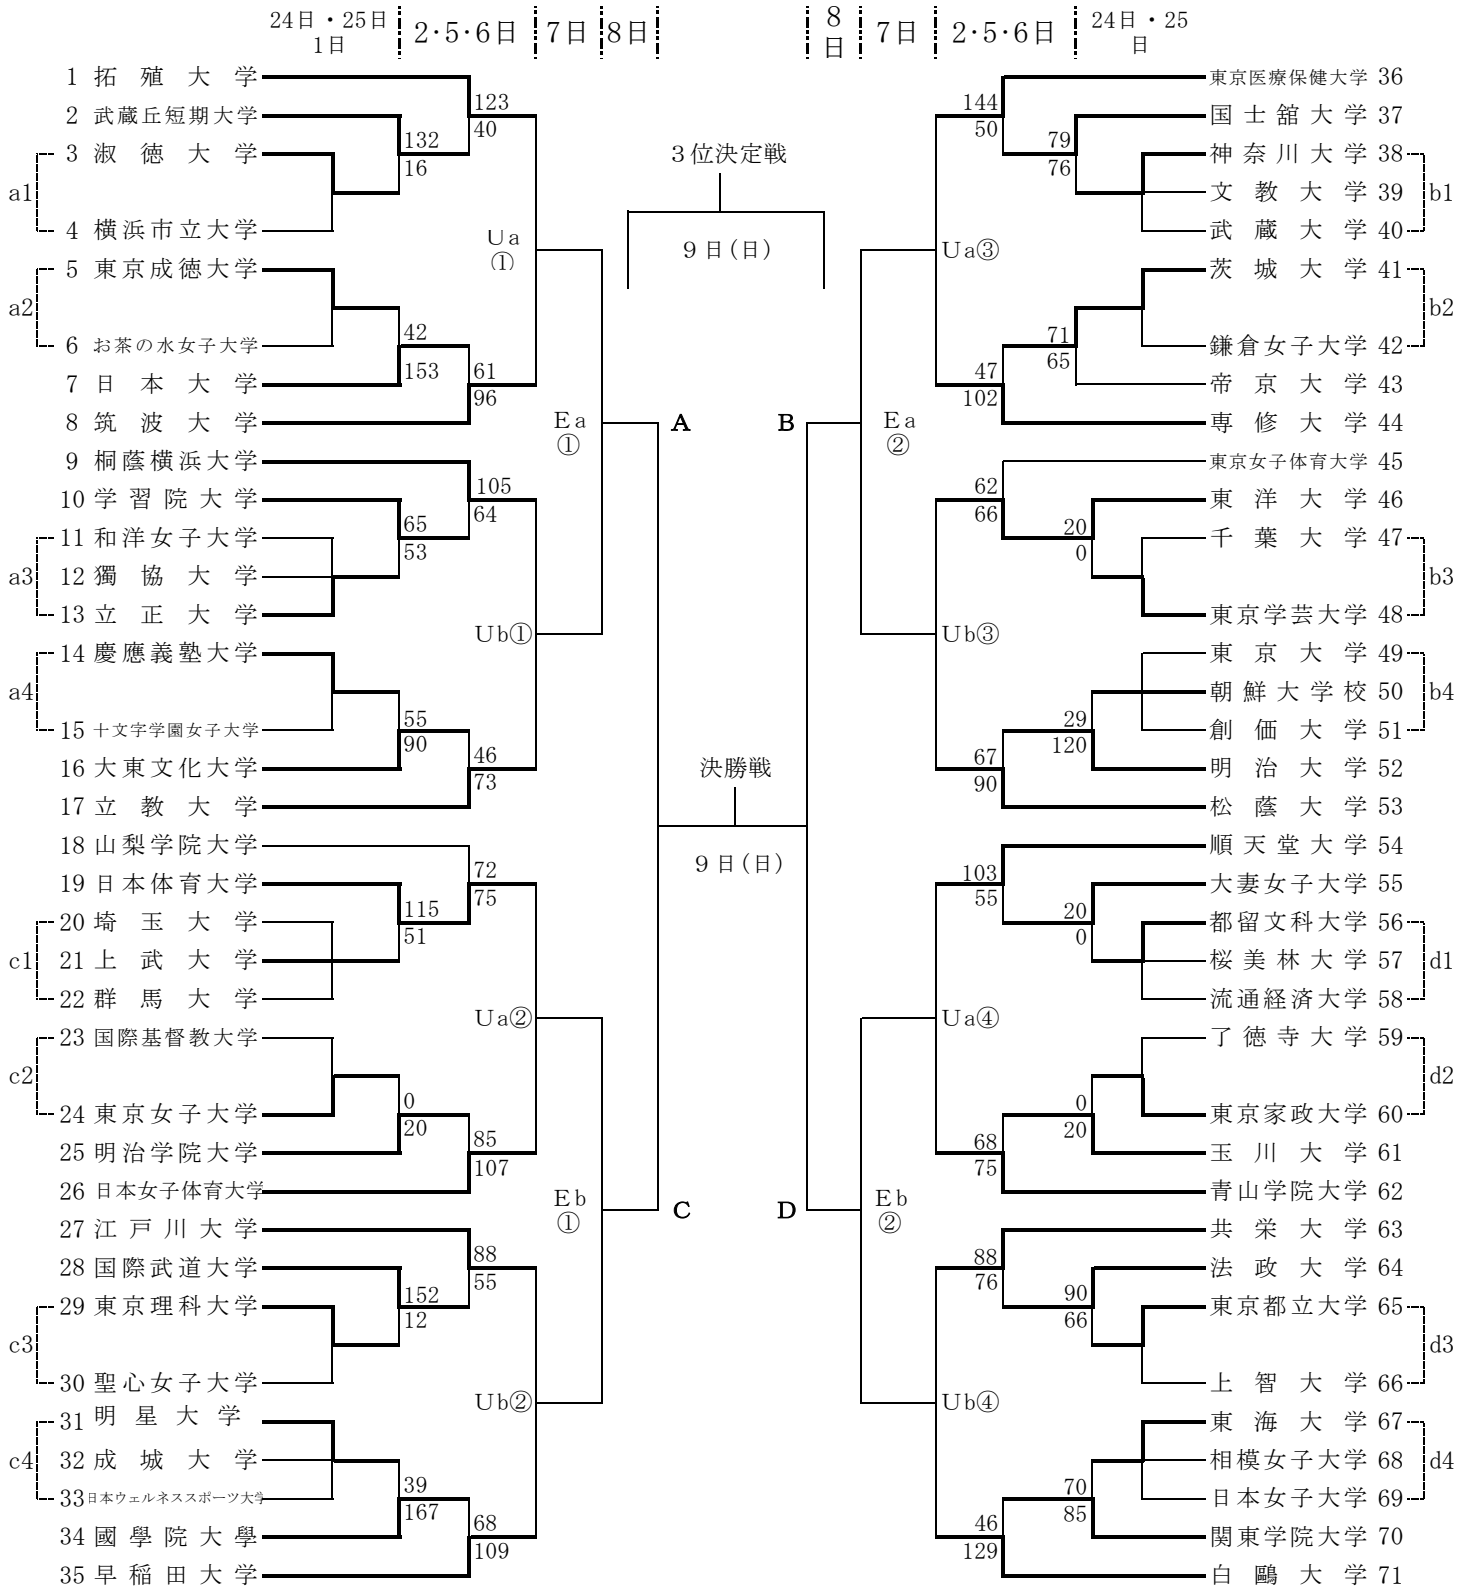 24日・25日
1日
2・5・6日
7日
8日
8
日
7日
2・5・6日
24日・25
日
1 拓殖大学
2 武蔵丘短期大学
3 淑徳大学
a1
4 横浜市立大学
5 東京成徳大学
a2
6 お茶の水女子大学
7 日本大学
8 筑波大学
9 桐蔭横浜大学
10 学習院大学
11 和洋女子大学
a3
12 獨協大学
13 立正大学
14 慶應義塾大学
a4
15 十文字学園女子大学
16 大東文化大学
17 立教大学
18 山梨学院大学
19 日本体育大学
20 埼玉大学
c1
21 上武大学
22 群馬大学
23 国際基督教大学
c2
24 東京女子大学
25 明治学院大学
26 日本女子体育大学
27 江戸川大学
28 国際武道大学
29 東京理科大学
c3
30 聖心女子大学
31 明星大学
c4
32 成城大学
33 日本ウェルネススポーツ大学
34 國學院大學
35 早稲田大学
132
16
42
153
65
53
55
90
115
51
0
20
152
12
39
167
123
40
61
96
105
64
46
73
72
75
85
107
88
55
68
109
Ua
①
Ub①
Ua②
Ub②
Ea
①
Eb
①
A
C
3位決定戦
9日(日)
決勝戦
9日(日)
B
D
Ea
②
Eb
②
Ua③
Ub③
Ua④
Ub④
144
50
47
102
62
66
67
90
103
55
68
75
88
76
46
129
79
76
71
65
20
0
29
120
20
0
0
20
90
66
70
85
東京医療保健大学 36
国士舘大学 37
神奈川大学 38
文教大学 39
b1
武蔵大学 40
茨城大学 41
b2
鎌倉女子大学 42
帝京大学 43
専修大学 44
東京女子体育大学 45
東洋大学 46
千葉大学 47
b3
東京学芸大学 48
東京大学 49
朝鮮大学校 50
b4
創価大学 51
明治大学 52
松蔭大学 53
順天堂大学 54
大妻女子大学 55
都留文科大学 56
桜美林大学 57
d1
流通経済大学 58
了徳寺大学 59
d2
東京家政大学 60
玉川大学 61
青山学院大学 62
共栄大学 63
法政大学 64
東京都立大学 65
d3
上智大学 66
東海大学 67
相模女子大学 68
d4
日本女子大学 69
関東学院大学 70
白鷗大学 71